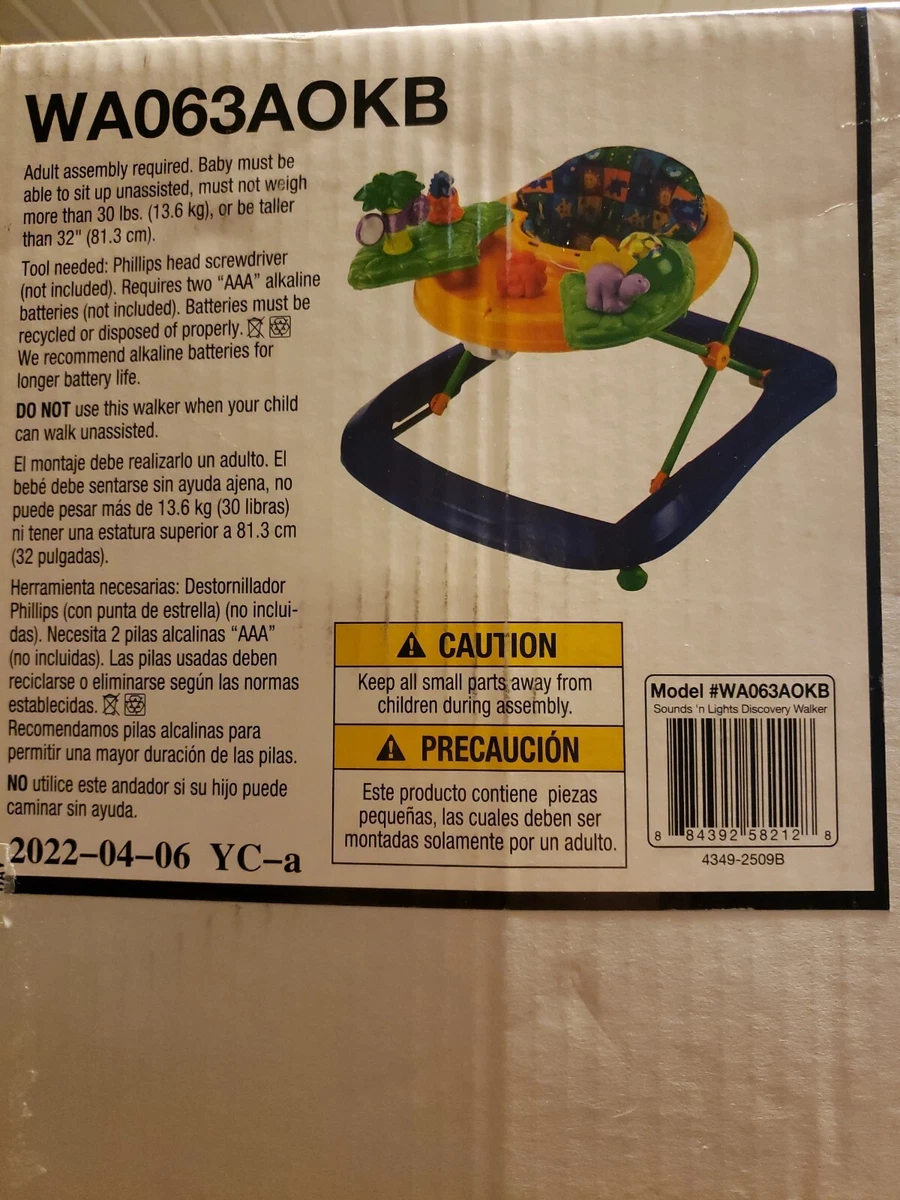 WA063AOKB
Adult assembly required. Baby must be
able to sit up unassisted, must not weigh
more than 30 lbs. (13.6 kg), or be taller
than 32" (81.3 cm).
Tool needed: Phillips head screwdriver
(not included). Requires two “AAA” alkaline
batteries (not included). Batteries must be
recycled or disposed of properly.
We recommend alkaline batteries for
longer battery life.
DO NOT use this walker when your child
can walk unassisted.
El montaje debe realizarlo un adulto. El
bebé debe sentarse sin ayuda ajena, no
puede pesar más de 13.6 kg (30 libras)
ni tener una estatura superior a 81.3 cm
(32 pulgadas).
Herramienta necesarias: Destornillador
Phillips (con punta de estrella) (no inclui-
das). Necesita 2 pilas alcalinas “AAA”
(no incluidas). Las pilas usadas deben
reciclarse o eliminarse según las normas
establecidas.
Recomendamos pilas alcalinas para
permitir una mayor duración de las pilas.
NO utilice este andador si su hijo puede
caminar sin ayuda.
2022-04-06 YC-a
CAUTION
Keep all small parts away from
children during assembly.
PRECAUCIÓN
Este producto contiene piezas
pequeñas, las cuales deben ser
montadas solamente por un adulto.
Model #WA063AOKB
Sounds 'n Lights Discovery Walker
8 84392 58212 8
4349-2509B